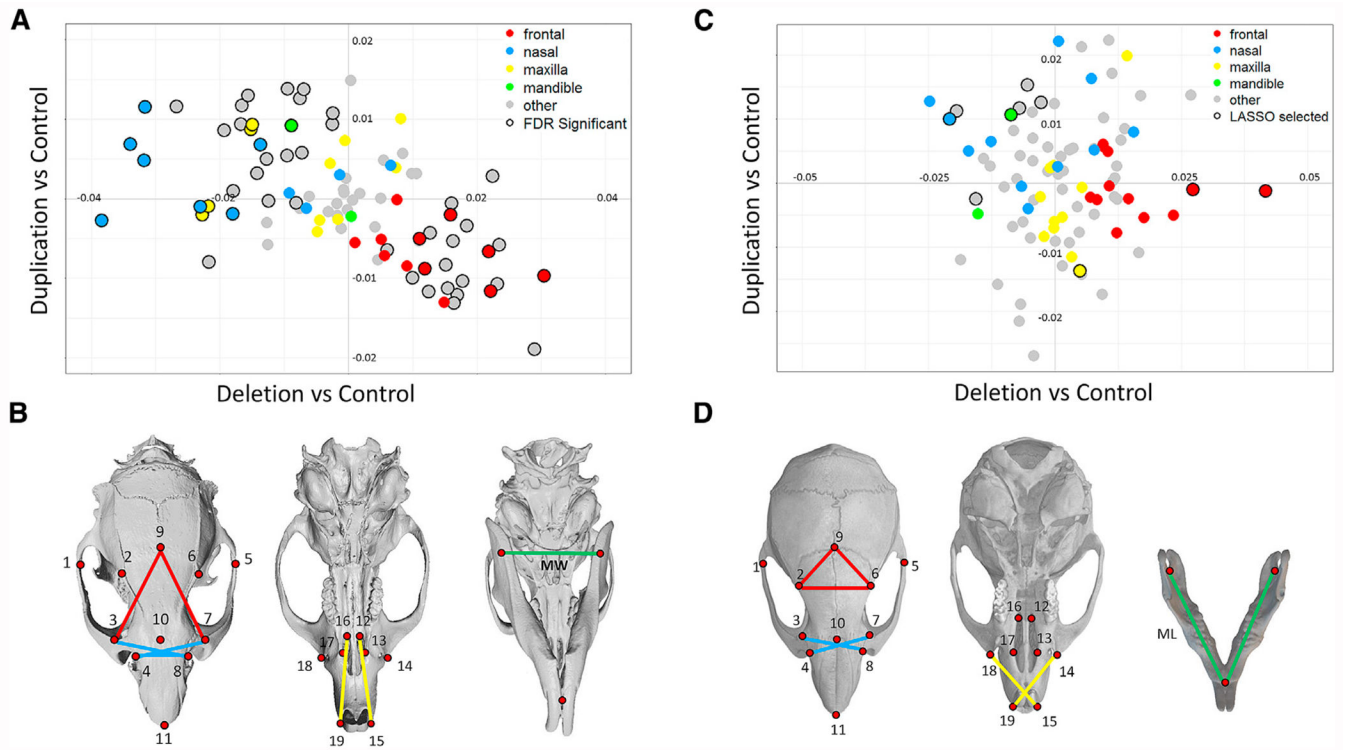 A
Duplication vs Control
0.02
0.01
-0.01
-0.02
-0.04
-0.02
0.02
0.04
frontal
nasal
maxilla
mandible
other
FDR Significant
Deletion vs Control
C
Duplication vs Control
0.02
0.01
-0.01
-0.02
-0.05
-0.025
0.025
0.05
frontal
nasal
maxilla
mandible
other
LASSO selected
Deletion vs Control
B
9
1 2 6 5
3 10 7
4 8
11
16 12
17 13
18 14
19 15
MW
D
9
1 2 6 5
3 10 7
4 8
11
16 12
17 13
18 14
19 15
ML